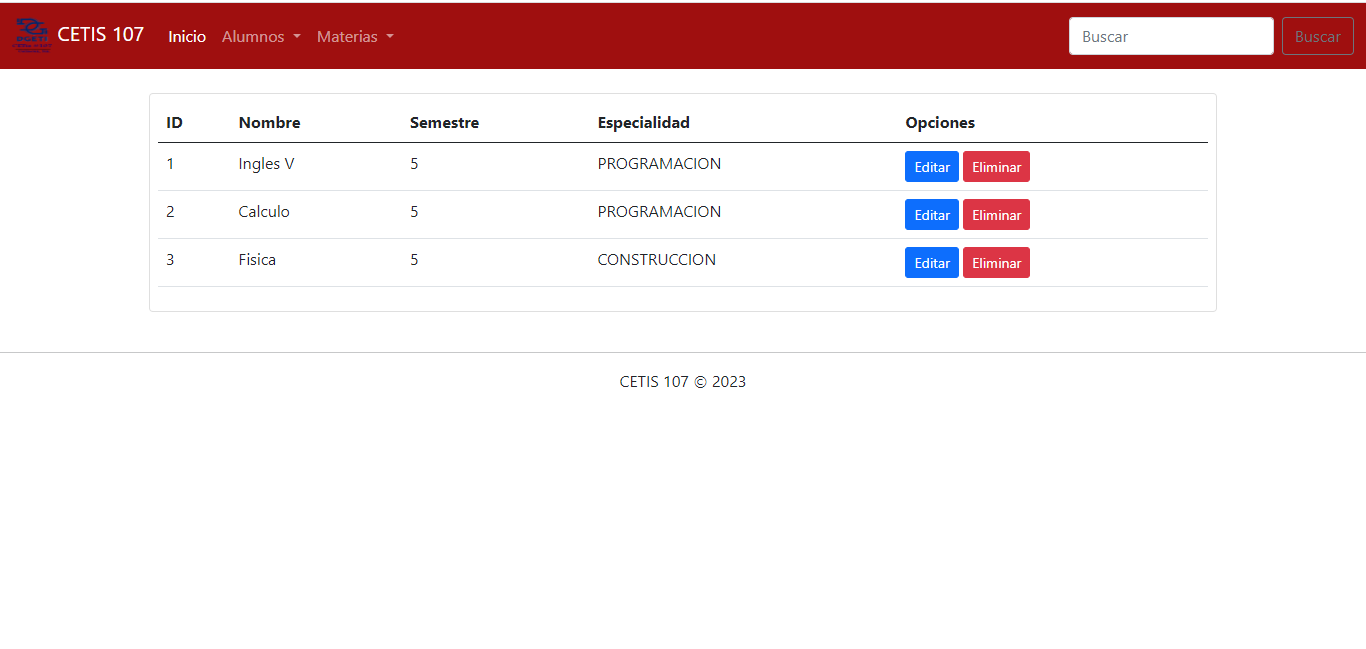 CETIS 107 Inicio Alumnos Materias Buscar Buscar
ID Nombre Semestre Especialidad Opciones
1 Ingles V 5 PROGRAMACION Editar Eliminar
2 Calculo 5 PROGRAMACION Editar Eliminar
3 Fisica 5 CONSTRUCCION Editar Eliminar
CETIS 107 © 2023